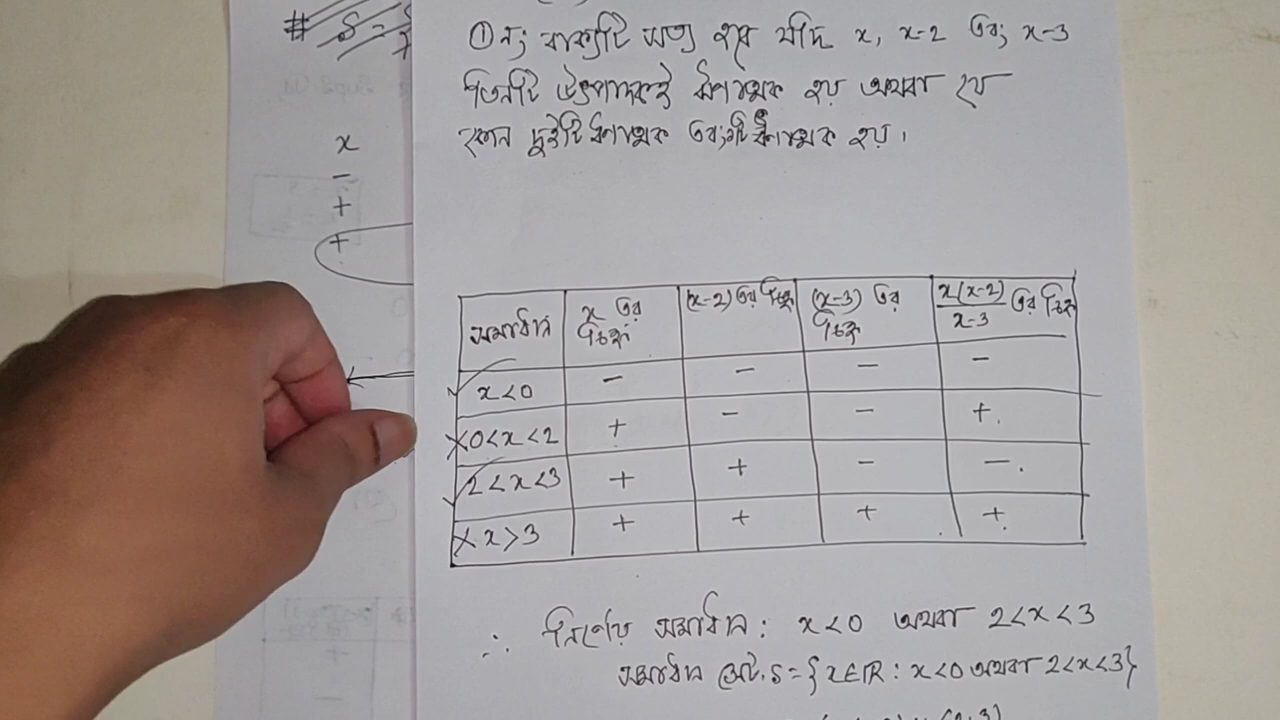 # S =
x
-
+
+
① নং বাক্যটি সত্য হবে যদি x, x-2 এবং x-3
তিনটি উৎপাদকই ঋণাত্মক হয় অথবা যে
কোন দুইটি ধনাত্মক এবং ১টি ঋণাত্মক হয়।
সমাধান x এর চিহ্ন (x-2) এর চিহ্ন (x-3) এর চিহ্ন x(x-2)/x-3 এর চিহ্ন
✓ x<0 - - - -
× 0<x<2 + - - +
✓ 2<x<3 + + - -
× x>3 + + + +
∴ নির্ণেয় সমাধান: x<0 অথবা 2<x<3
সমাধান সেট, S={x∈ℝ: x<0 অথবা 2<x<3}